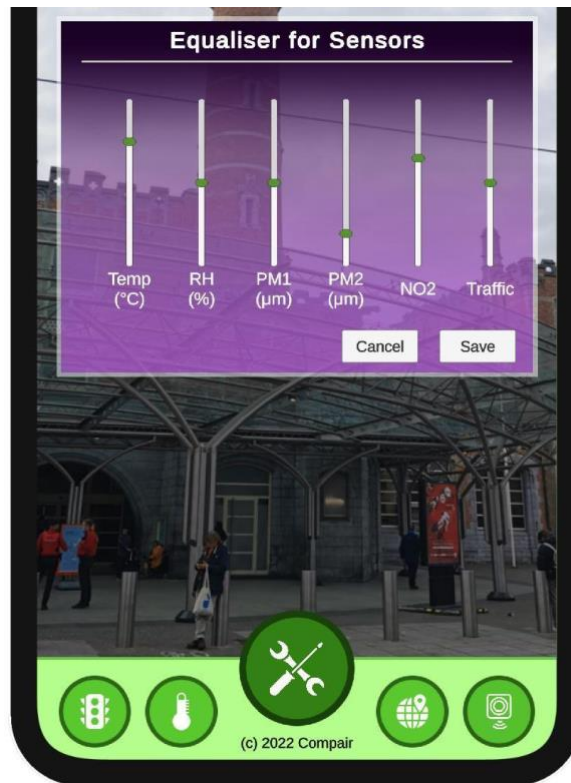 Equaliser for Sensors
Temp
(°C)
RH
(%)
PM1
(μm)
PM2
(μm)
NO2
Traffic
Cancel
Save
(c) 2022 Compair